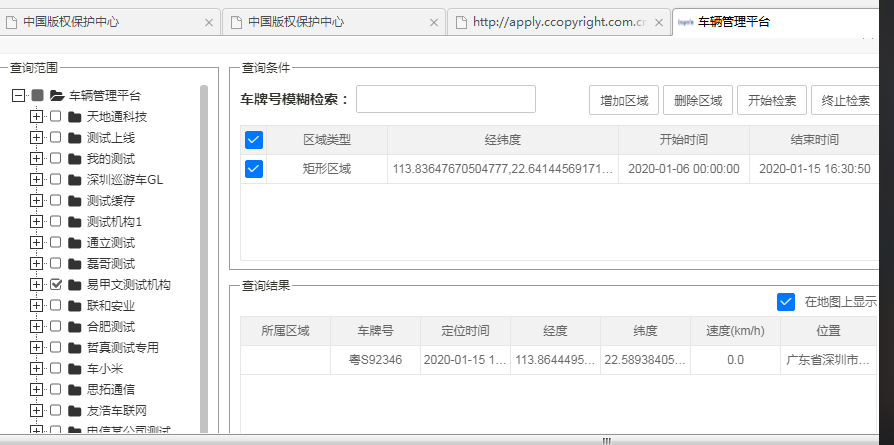 中国版权保护中心
中国版权保护中心
http://apply.ccopyright.com.cn
车辆管理平台
查询范围
车辆管理平台
天地通科技
测试上线
我的测试
深圳巡游车GL
测试缓存
测试机构1
通立测试
磊哥测试
易甲文测试机构
联和安业
合肥测试
哲真测试专用
车小米
思拓通信
友浩车联网
电信某公司测试
查询条件
车牌号模糊检索：
增加区域 删除区域 开始检索 终止检索
区域类型 经纬度 开始时间 结束时间
矩形区域 113.83647670504777,22.64144569171... 2020-01-06 00:00:00 2020-01-15 16:30:50
查询结果
在地图上显示
所属区域 车牌号 定位时间 经度 纬度 速度(km/h) 位置
粤S92346 2020-01-15 1... 113.8644495... 22.58938405... 0.0 广东省深圳市...